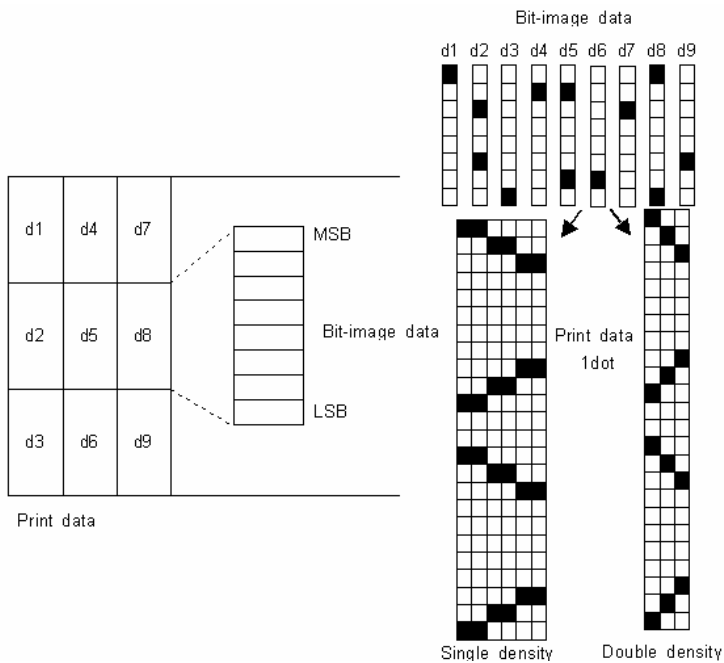 Bit-image data
d1 d2 d3 d4 d5 d6 d7 d8 d9
d1 d4 d7
MSB
d2 d5 d8
Bit-image data
Print data
1dot
LSB
d3 d6 d9
Print data
Single density
Double density